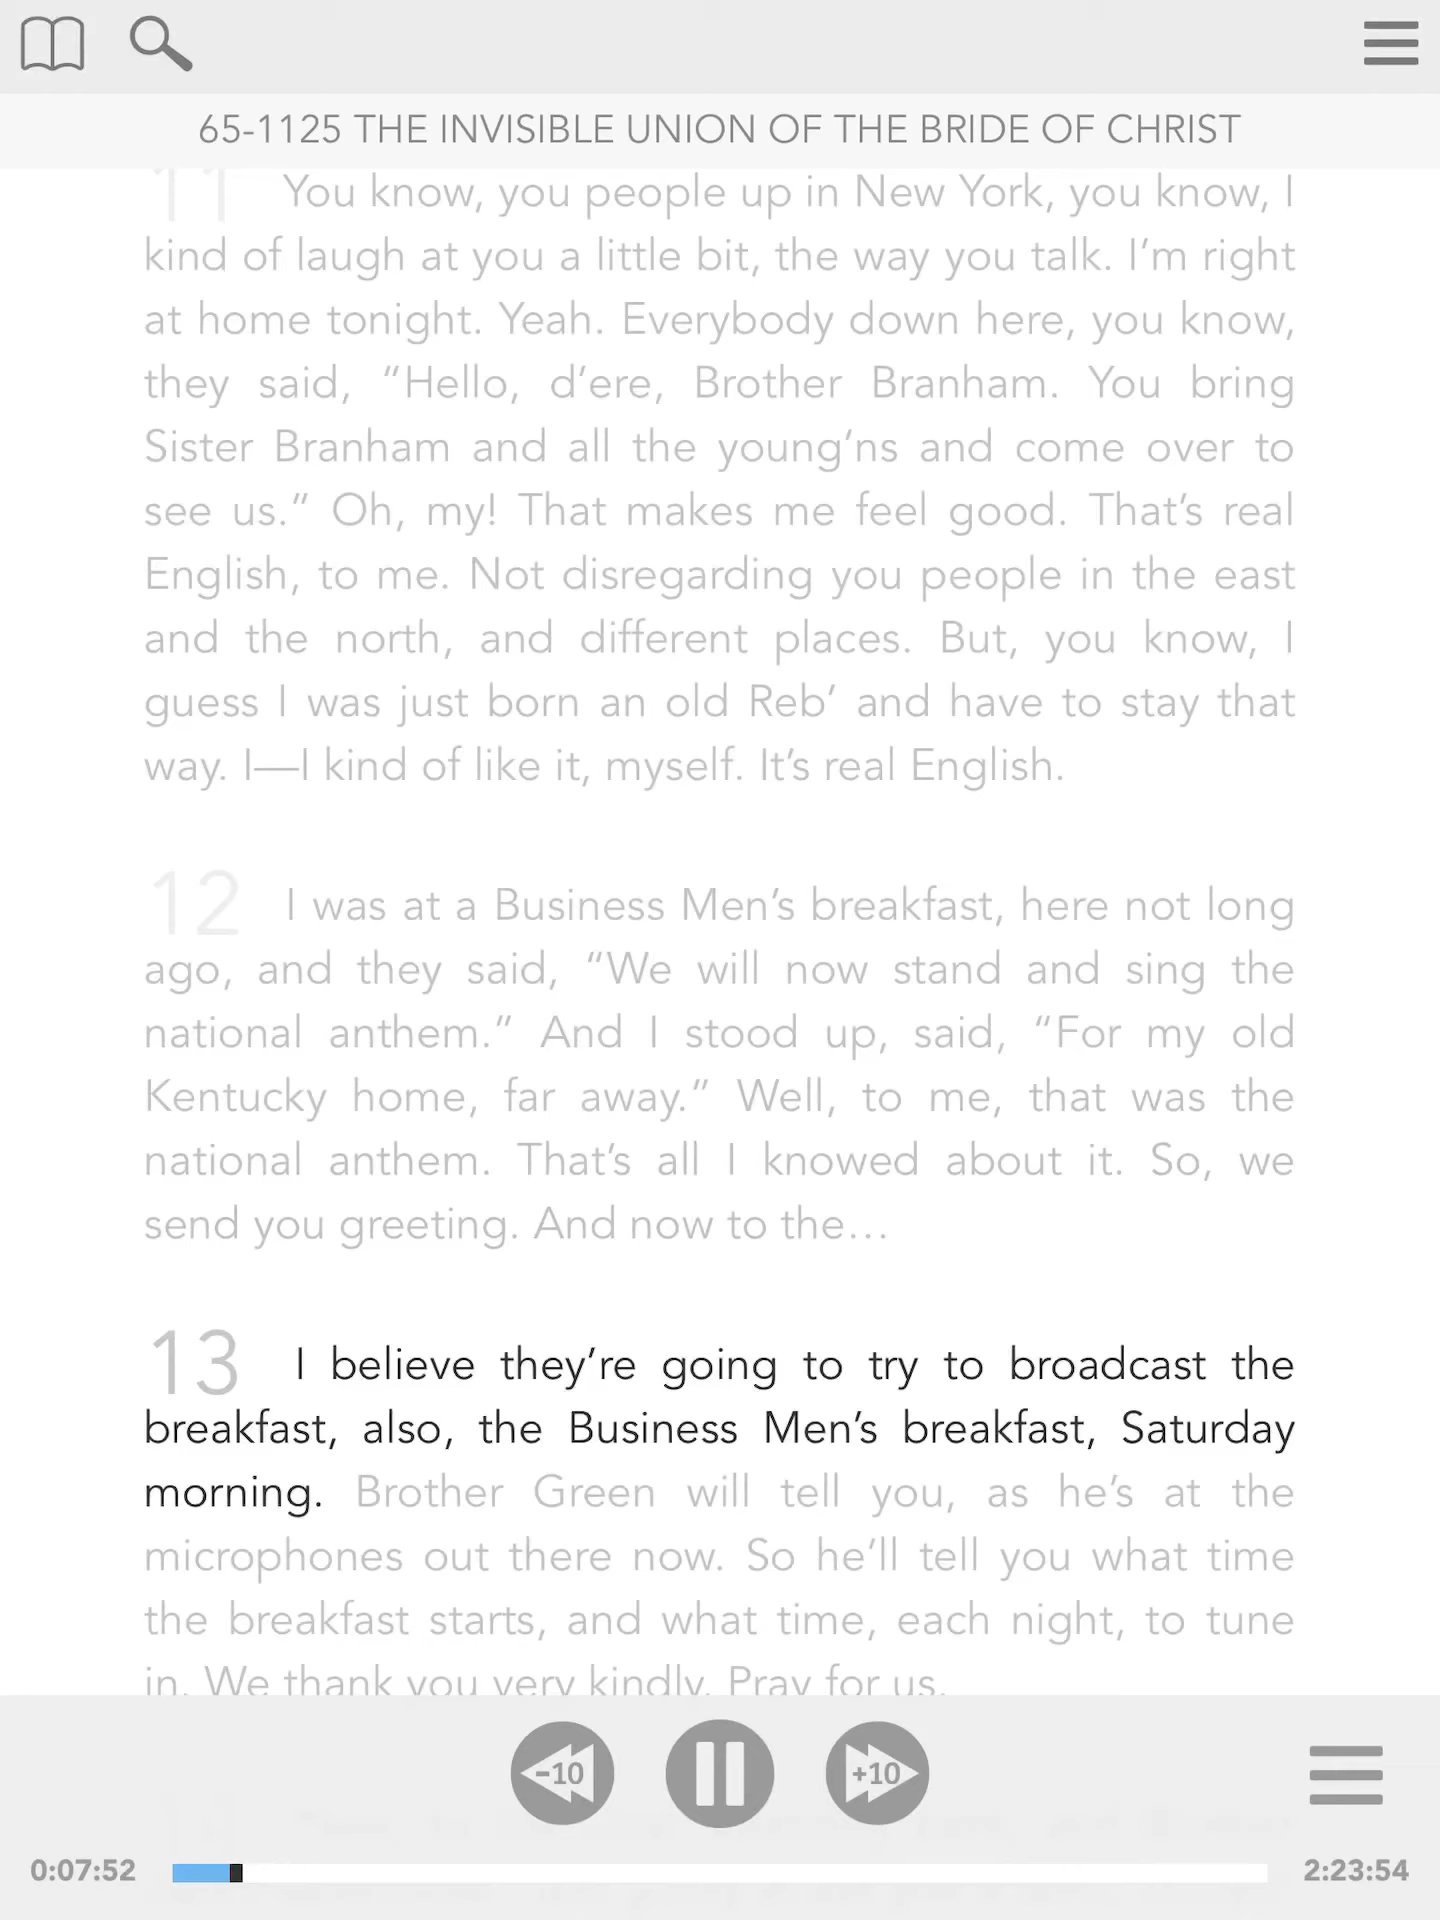 65-1125 THE INVISIBLE UNION OF THE BRIDE OF CHRIST
11 You know, you people up in New York, you know, I
kind of laugh at you a little bit, the way you talk. I’m right
at home tonight. Yeah. Everybody down here, you know,
they said, “Hello, d’ere, Brother Branham. You bring
Sister Branham and all the young’ns and come over to
see us.” Oh, my! That makes me feel good. That’s real
English, to me. Not disregarding you people in the east
and the north, and different places. But, you know, I
guess I was just born an old Reb’ and have to stay that
way. I—I kind of like it, myself. It’s real English.
12 I was at a Business Men’s breakfast, here not long
ago, and they said, “We will now stand and sing the
national anthem.” And I stood up, said, “For my old
Kentucky home, far away.” Well, to me, that was the
national anthem. That’s all I knowed about it. So, we
send you greeting. And now to the…
13 I believe they’re going to try to broadcast the
breakfast, also, the Business Men’s breakfast, Saturday
morning. Brother Green will tell you, as he’s at the
microphones out there now. So he’ll tell you what time
the breakfast starts, and what time, each night, to tune
in. We thank you very kindly. Pray for us.
-10 +10
0:07:52 2:23:54